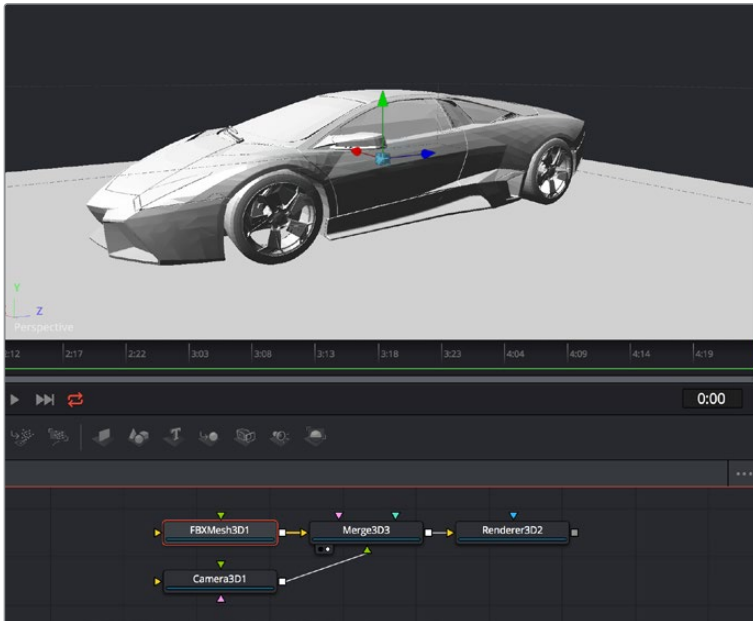 Y
Z
Perspective
:12 2:17 2:22 3:03 3:08 3:13 3:18 3:23 4:04 4:09 4:14 4:19
0:00
T
FBXMesh3D1 Merge3D3 Renderer3D2
Camera3D1